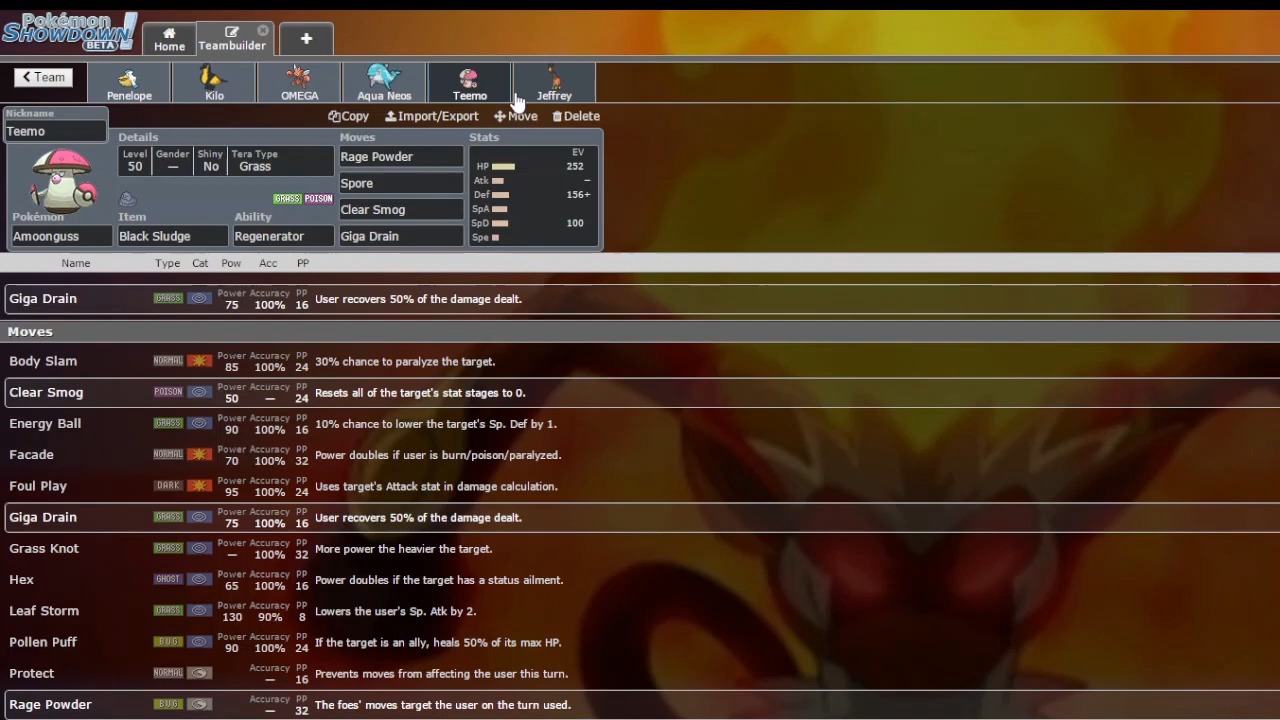 Pokémon
SHOWDOWN!
BETA
Home
Teambuilder
+
< Team
Penelope
Kilo
OMEGA
Aqua Neos
Teemo
Jeffrey
Nickname
Teemo
Copy Import/Export Move Delete
Details
Level Gender Shiny Tera Type
50 — No Grass
GRASS POISON
Pokémon Item Ability
Amoonguss Black Sludge Regenerator
Moves
Rage Powder
Spore
Clear Smog
Giga Drain
Stats
EV
HP 252
Atk –
Def 156+
SpA
SpD 100
Spe
Name Type Cat Pow Acc PP
Giga Drain GRASS Power 75 Accuracy 100% PP 16 User recovers 50% of the damage dealt.
Moves
Body Slam NORMAL Power 85 Accuracy 100% PP 24 30% chance to paralyze the target.
Clear Smog POISON Power 50 Accuracy — PP 24 Resets all of the target's stat stages to 0.
Energy Ball GRASS Power 90 Accuracy 100% PP 16 10% chance to lower the target's Sp. Def by 1.
Facade NORMAL Power 70 Accuracy 100% PP 32 Power doubles if user is burn/poison/paralyzed.
Foul Play DARK Power 95 Accuracy 100% PP 24 Uses target's Attack stat in damage calculation.
Giga Drain GRASS Power 75 Accuracy 100% PP 16 User recovers 50% of the damage dealt.
Grass Knot GRASS Power — Accuracy 100% PP 32 More power the heavier the target.
Hex GHOST Power 65 Accuracy 100% PP 16 Power doubles if the target has a status ailment.
Leaf Storm GRASS Power 130 Accuracy 90% PP 8 Lowers the user's Sp. Atk by 2.
Pollen Puff BUG Power 90 Accuracy 100% PP 24 If the target is an ally, heals 50% of its max HP.
Protect NORMAL Accuracy — PP 16 Prevents moves from affecting the user this turn.
Rage Powder BUG Accuracy — PP 32 The foes' moves target the user on the turn used.